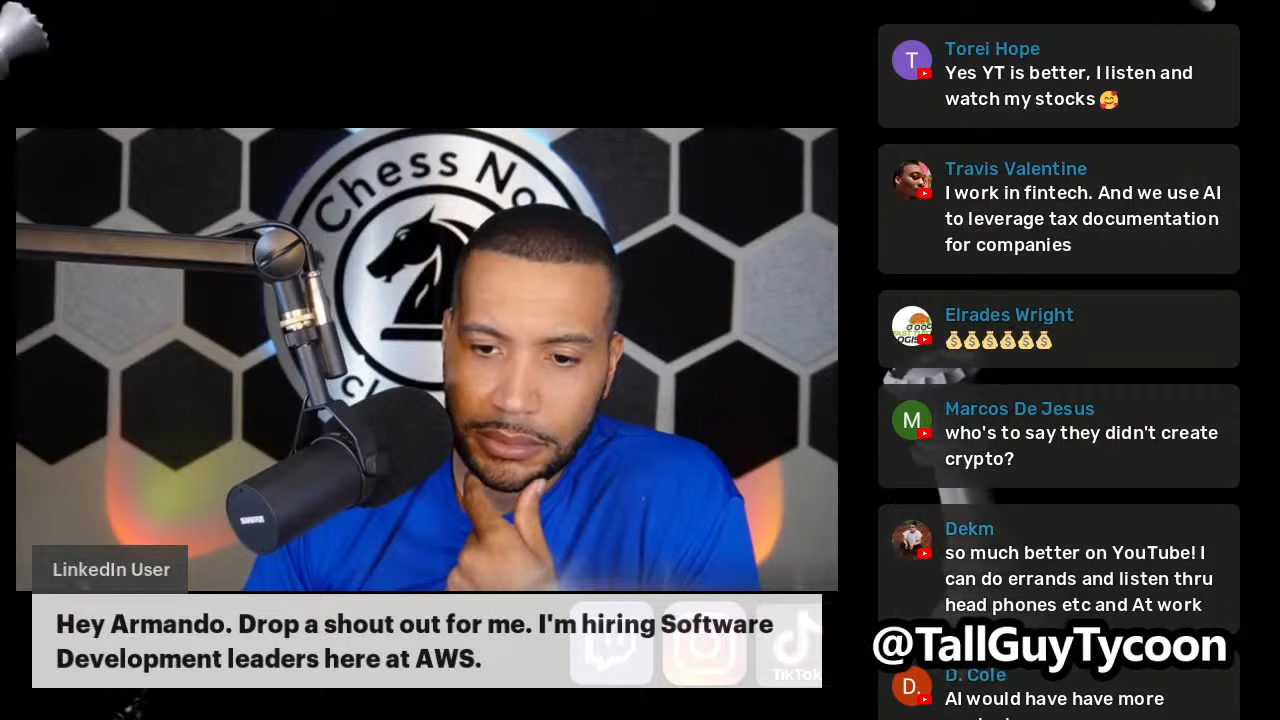 Chess No
cl
SHURE
LinkedIn User
Hey Armando. Drop a shout out for me. I'm hiring Software
Development leaders here at AWS.
TikTok
T
Torei Hope
Yes YT is better, I listen and
watch my stocks 🥰
Travis Valentine
I work in fintech. And we use AI
to leverage tax documentation
for companies
Elrades Wright
💰💰💰💰💰💰
M
Marcos De Jesus
who's to say they didn't create
crypto?
Dekm
so much better on YouTube! I
can do errands and listen thru
head phones etc and At work
@TallGuyTycoon
D.
D. Cole
AI would have have more